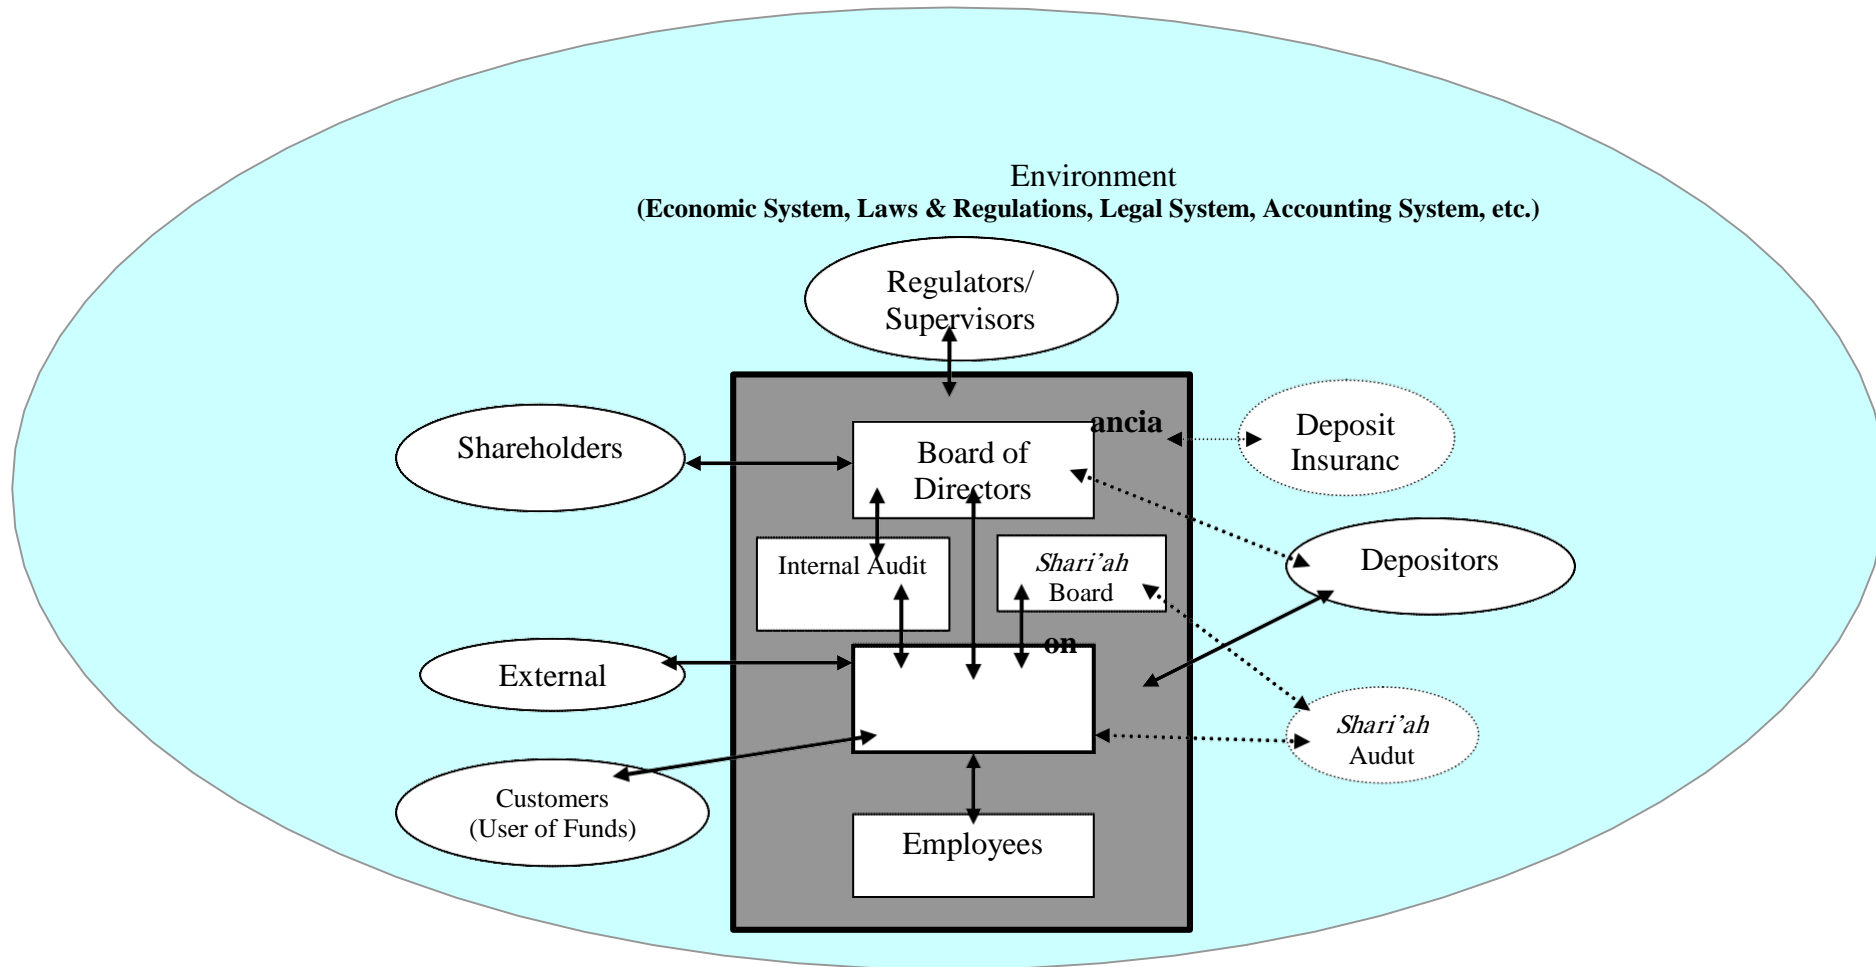 Environment
(Economic System, Laws & Regulations, Legal System, Accounting System, etc.)
Regulators/
Supervisors
ancia
Shareholders
Board of
Directors
Deposit
Insuranc
Internal Audit
Shari'ah
Board
Depositors
on
External
Shari'ah
Audut
Customers
(User of Funds)
Employees